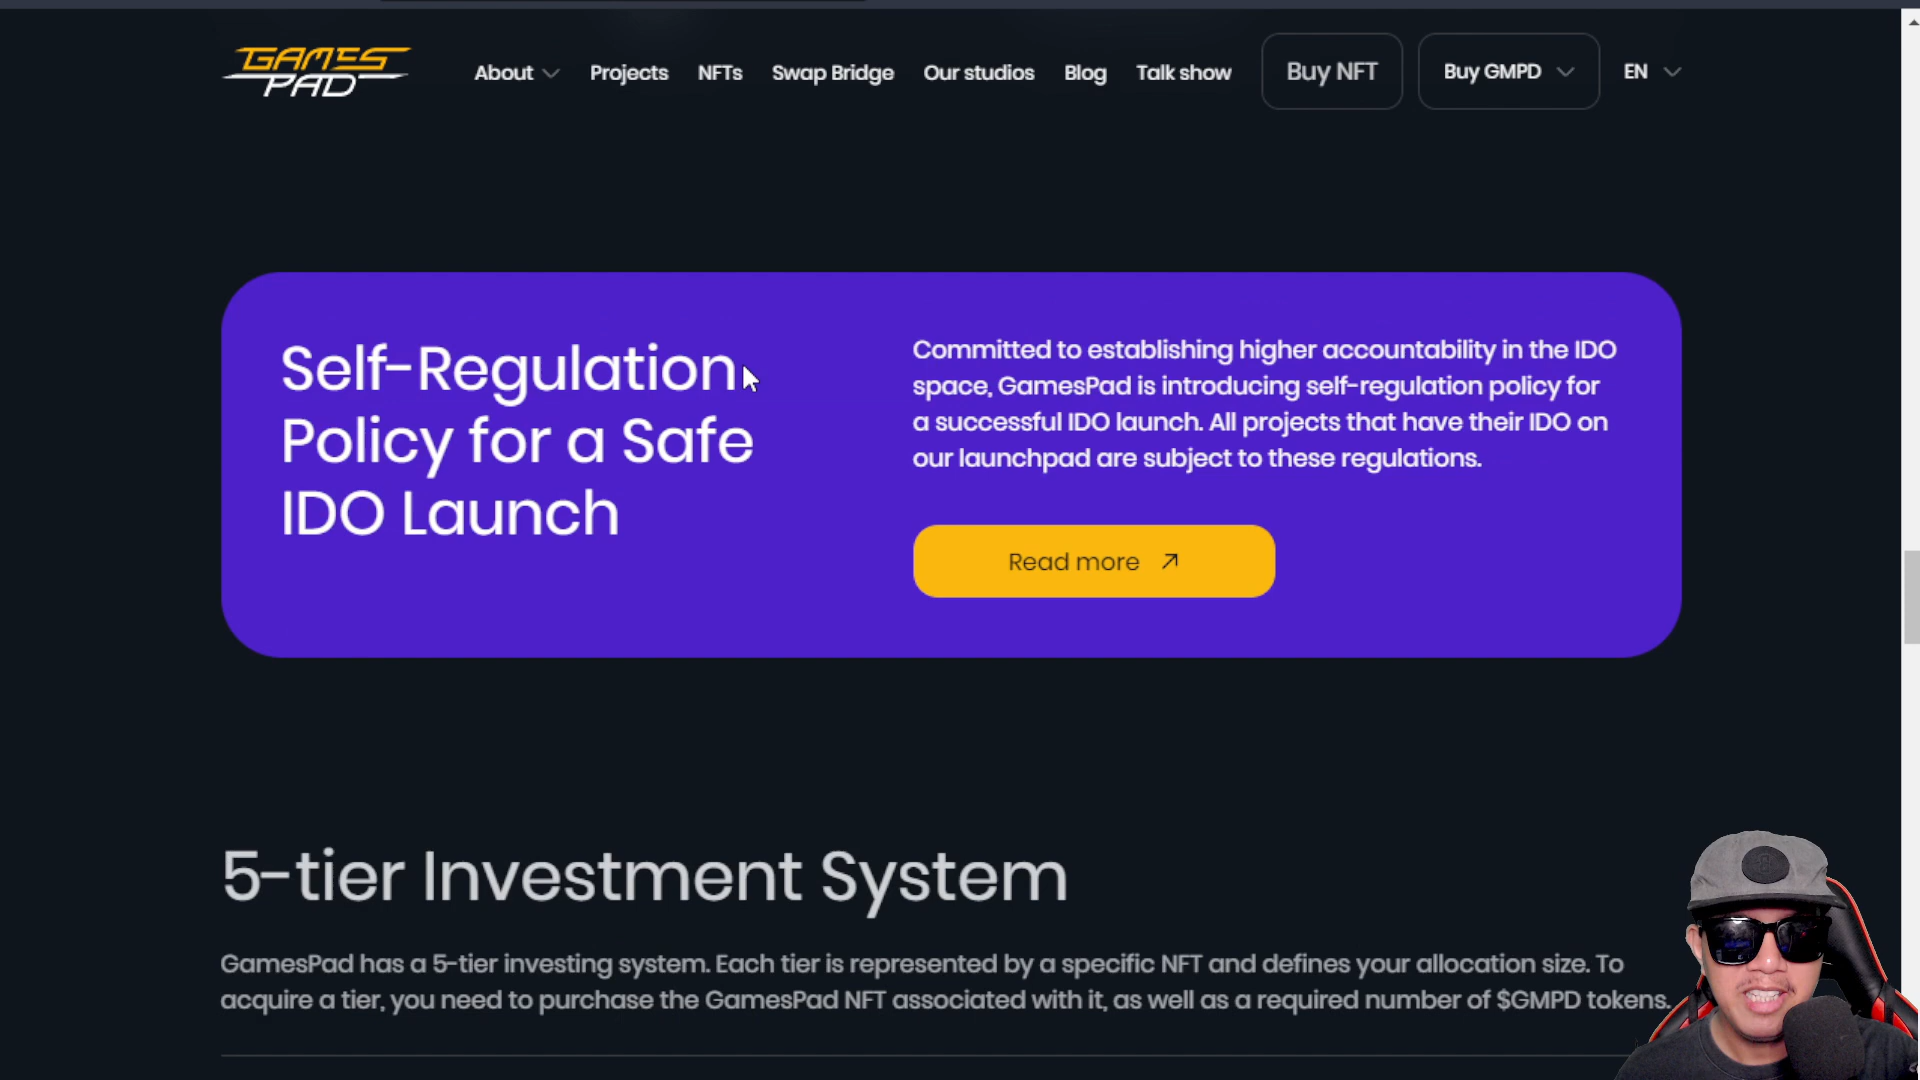 GAMES
PAD
About
Projects
NFTs
Swap Bridge
Our studios
Blog
Talk show
Buy NFT
Buy GMPD
EN
Self-Regulation
Policy for a Safe
IDO Launch
Committed to establishing higher accountability in the IDO
space, GamesPad is introducing self-regulation policy for
a successful IDO launch. All projects that have their IDO on
our launchpad are subject to these regulations.
Read more
5-tier Investment System
GamesPad has a 5-tier investing system. Each tier is represented by a specific NFT and defines your allocation size. To
acquire a tier, you need to purchase the GamesPad NFT associated with it, as well as a required number of $GMPD tokens.